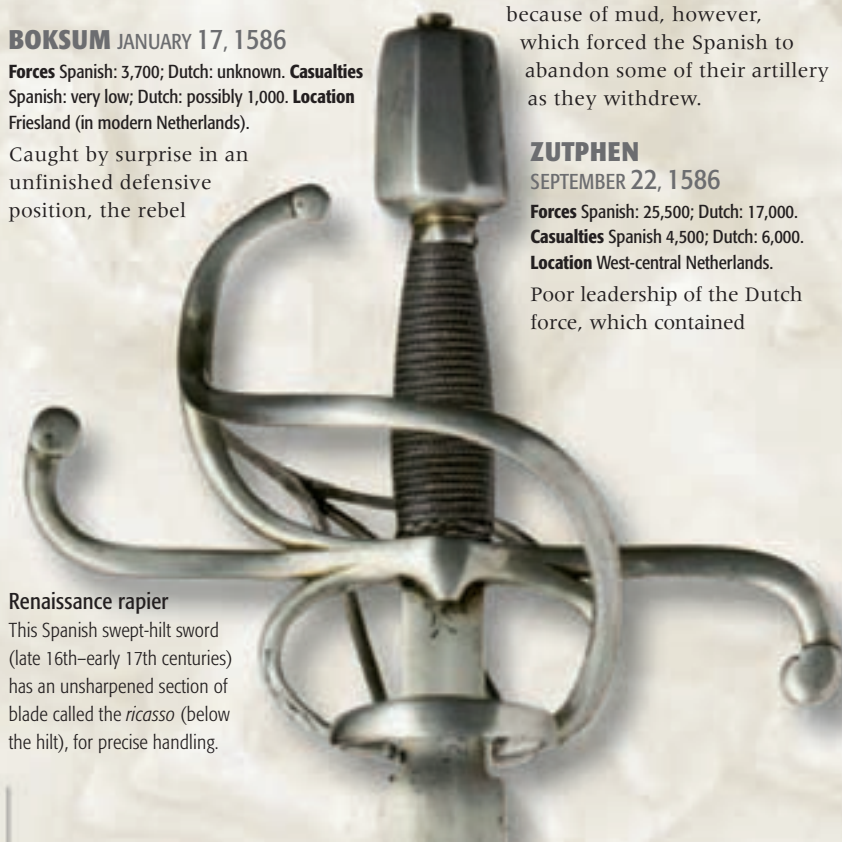 BOKSUM JANUARY 17, 1586
Forces Spanish: 3,700; Dutch: unknown. Casualties
Spanish: very low; Dutch: possibly 1,000. Location
Friesland (in modern Netherlands).
Caught by surprise in an
unfinished defensive
position, the rebel
Renaissance rapier
This Spanish swept-hilt sword
(late 16th–early 17th centuries)
has an unsharpened section of
blade called the ricasso (below
the hilt), for precise handling.
because of mud, however,
which forced the Spanish to
abandon some of their artillery
as they withdrew.
ZUTPHEN
SEPTEMBER 22, 1586
Forces Spanish: 25,500; Dutch: 17,000.
Casualties Spanish 4,500; Dutch: 6,000.
Location West-central Netherlands.
Poor leadership of the Dutch
force, which contained